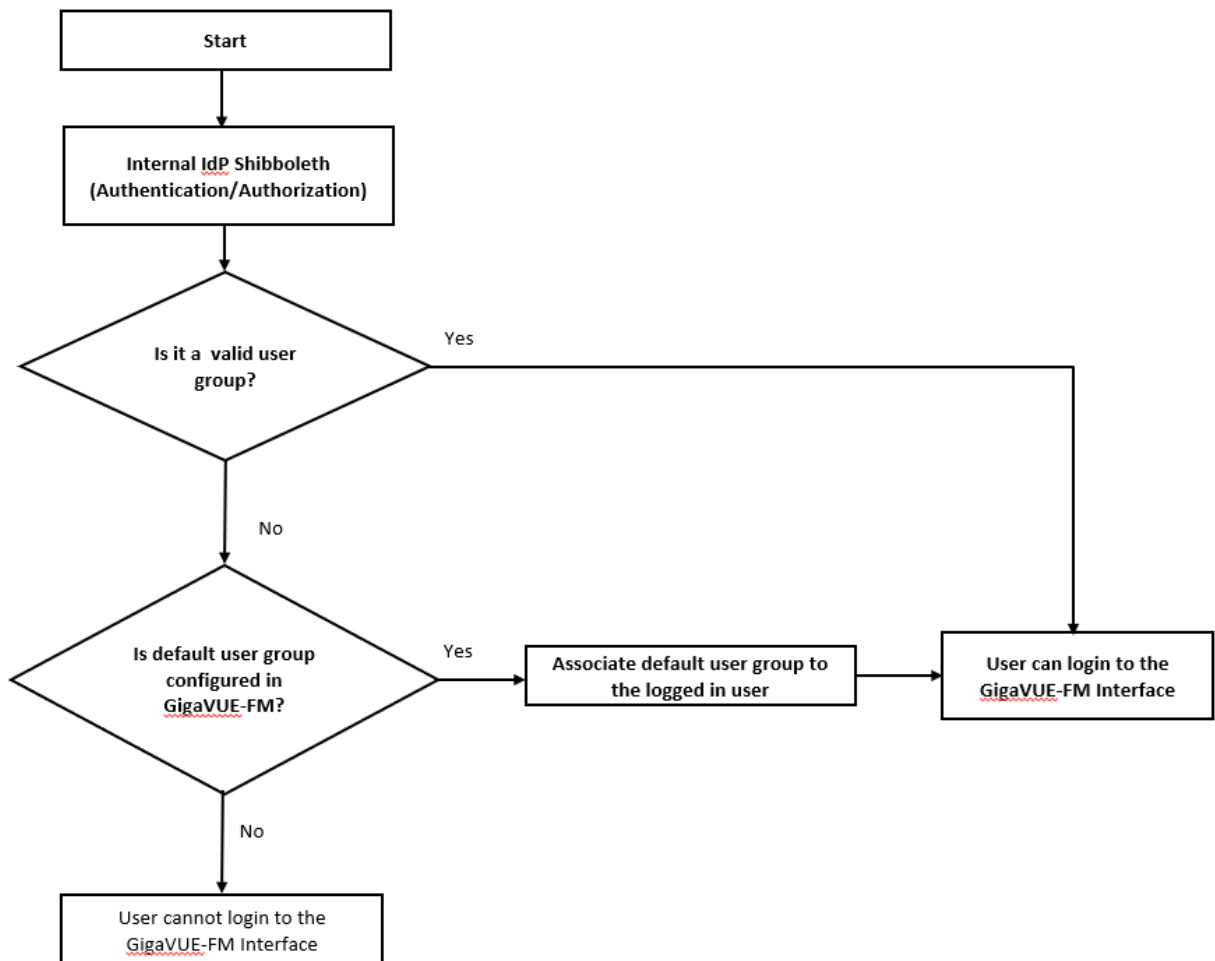 Start
Internal IdP Shibboleth
(Authentication/Authorization)
Is it a valid user
group?
Yes
No
Is default user group
configured in
GigaVUE-FM?
Yes
Associate default user group to
the logged in user
User can login to the
GigaVUE-FM Interface
No
User cannot login to the
GigaVUE-FM Interface